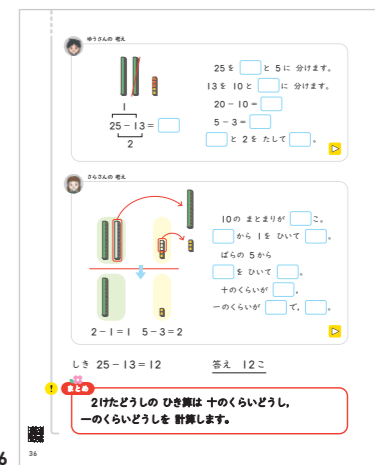 ゆうさんの 考え
25を □ と 5に 分けます。
13を 10と □ に 分けます。
20－10＝□
5－3＝□
□ と 2を たして □。
1
25－13＝□
2
さらさんの 考え
10の まとまりが □ こ。
□ から 1を ひいて □。
ばらの 5から
□ を ひいて □。
十のくらいが □,
一のくらいが □ で, □。
2－1＝1 5－3＝2
しき 25－13＝12 答え 12こ
! まとめ
2けたどうしの ひき算は 十のくらいどうし,
一のくらいどうしを 計算します。
36
6